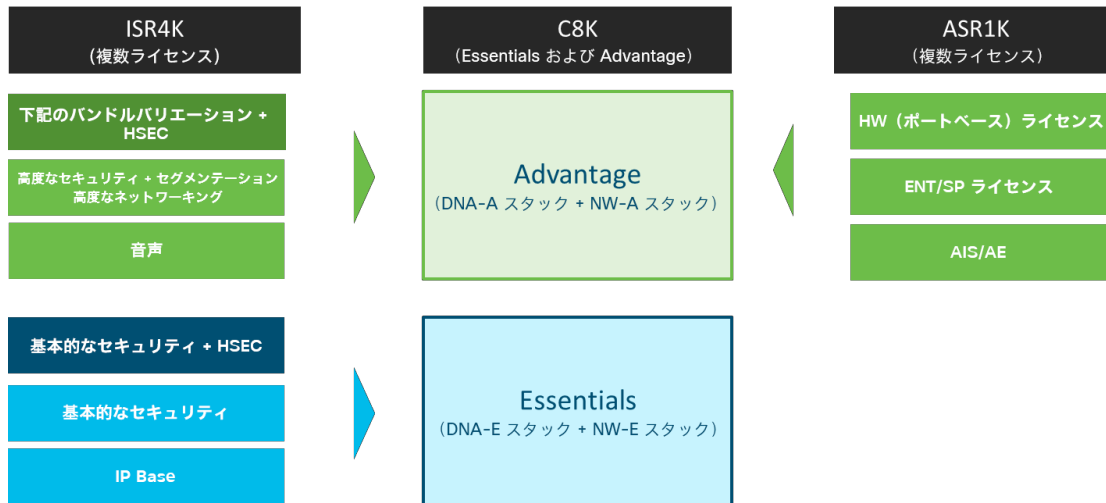 ISR4K
(複数ライセンス)
下記のバンドルバリエーション +
HSEC
高度なセキュリティ + セグメンテーション
高度なネットワーキング
音声
基本的なセキュリティ + HSEC
基本的なセキュリティ
IP Base
C8K
(Essentials および Advantage)
Advantage
(DNA-A スタック + NW-A スタック)
Essentials
(DNA-E スタック + NW-E スタック)
ASR1K
(複数ライセンス)
HW（ポートベース）ライセンス
ENT/SP ライセンス
AIS/AE